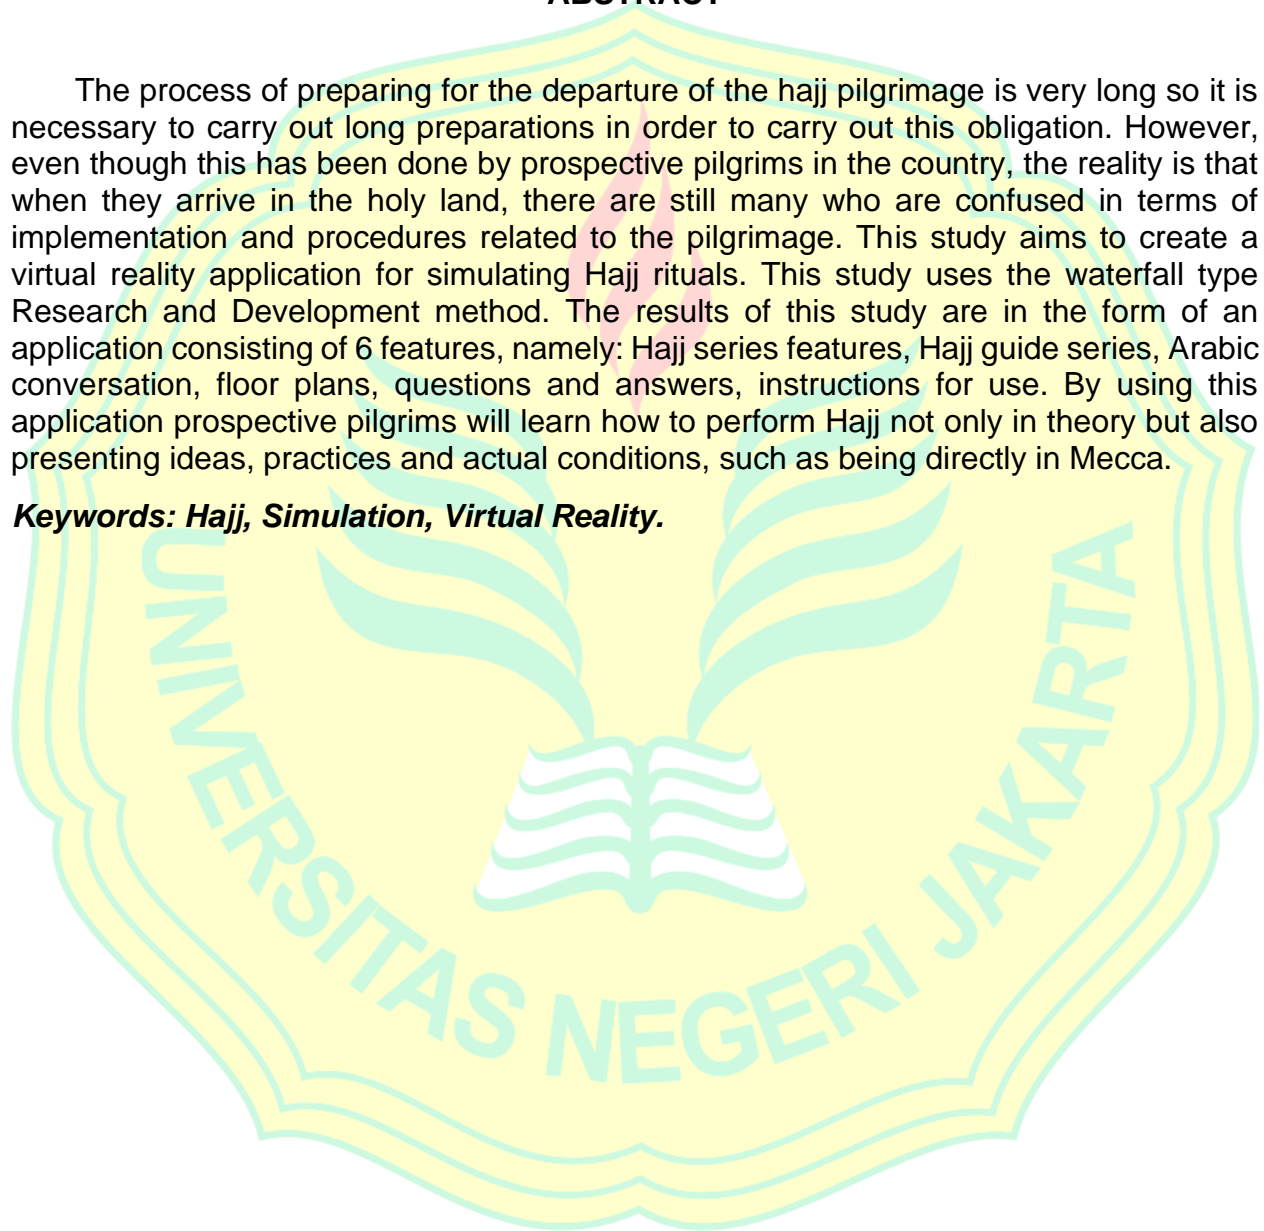 ABSTRACT
The process of preparing for the departure of the hajj pilgrimage is very long so it is
necessary to carry out long preparations in order to carry out this obligation. However,
even though this has been done by prospective pilgrims in the country, the reality is that
when they arrive in the holy land, there are still many who are confused in terms of
implementation and procedures related to the pilgrimage. This study aims to create a
virtual reality application for simulating Hajj rituals. This study uses the waterfall type
Research and Development method. The results of this study are in the form of an
application consisting of 6 features, namely: Hajj series features, Hajj guide series, Arabic
conversation, floor plans, questions and answers, instructions for use. By using this
application prospective pilgrims will learn how to perform Hajj not only in theory but also
presenting ideas, practices and actual conditions, such as being directly in Mecca.
Keywords: Hajj, Simulation, Virtual Reality.
UNIVERSITAS NEGERI JAKARTA